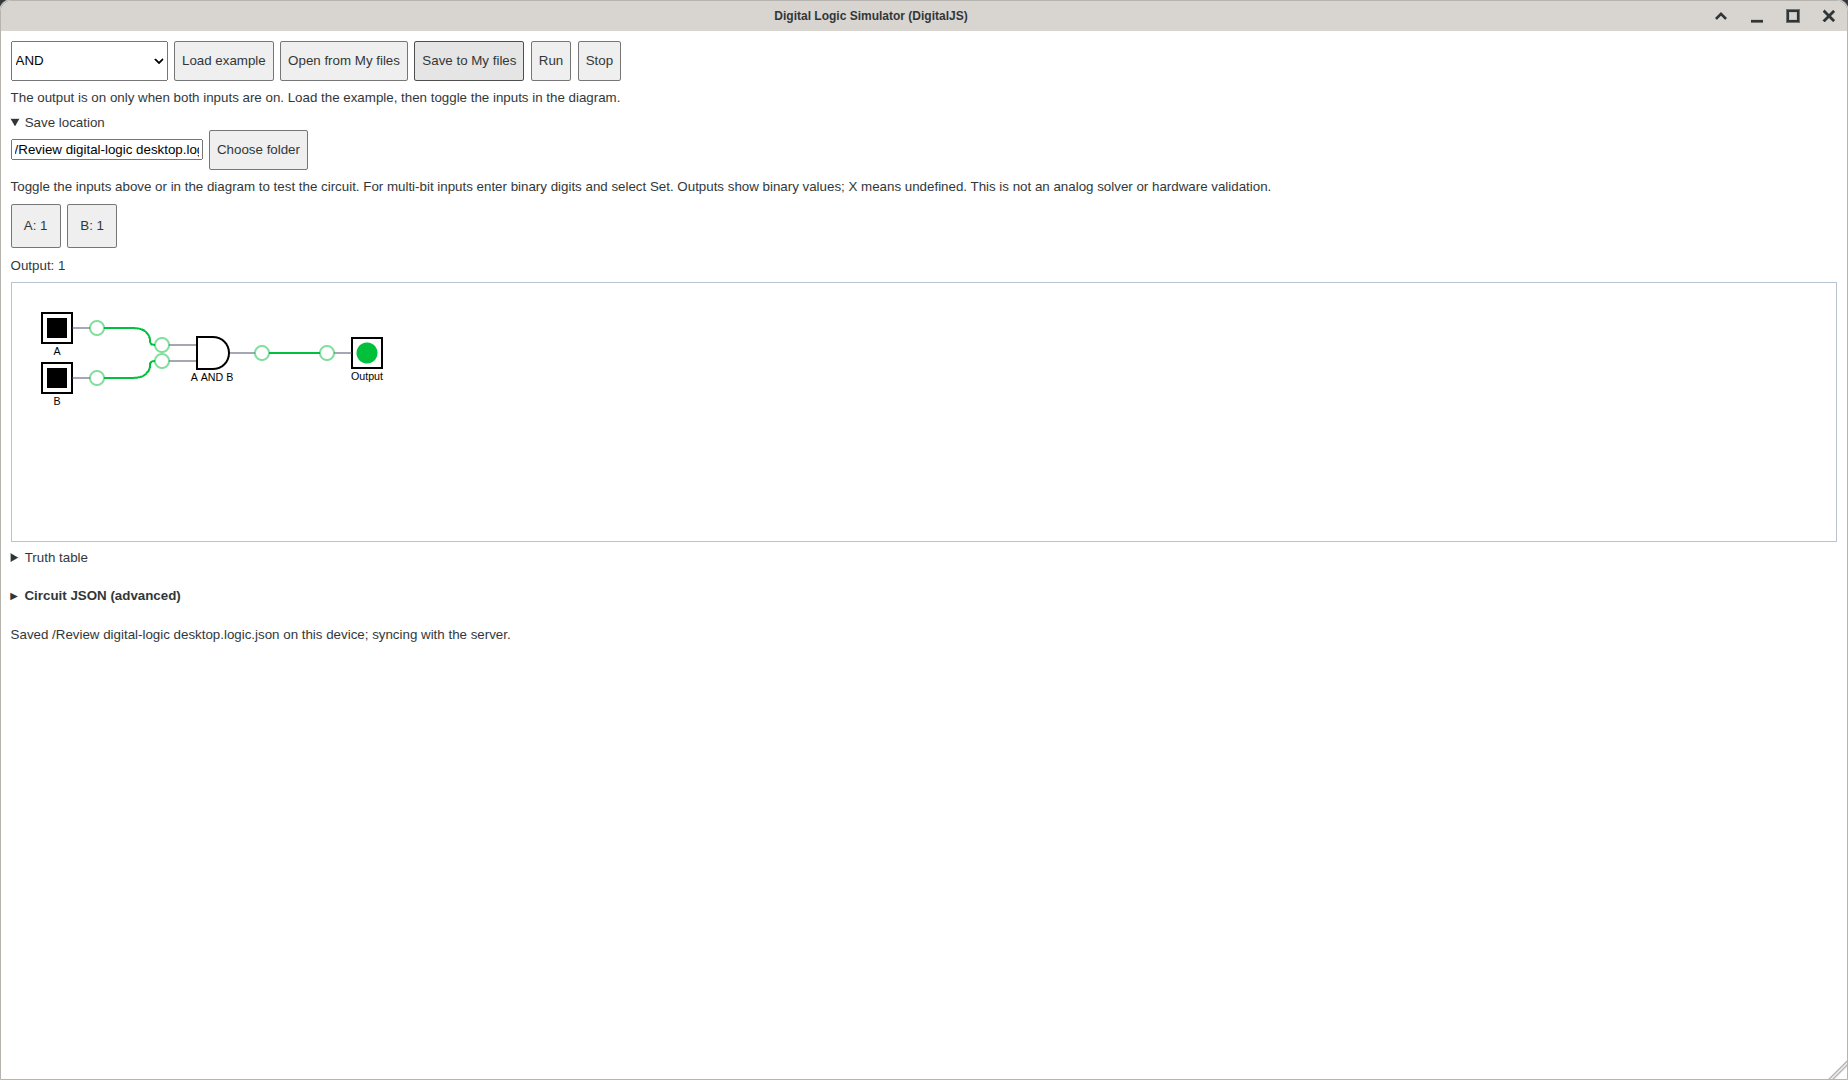 Digital Logic Simulator (DigitalJS)
AND Load example Open from My files Save to My files Run Stop
The output is on only when both inputs are on. Load the example, then toggle the inputs in the diagram.
Save location
/Review digital-logic desktop.log Choose folder
Toggle the inputs above or in the diagram to test the circuit. For multi-bit inputs enter binary digits and select Set. Outputs show binary values; X means undefined. This is not an analog solver or hardware validation.
A: 1 B: 1
Output: 1
A
A AND B
Output
B
Truth table
Circuit JSON (advanced)
Saved /Review digital-logic desktop.logic.json on this device; syncing with the server.